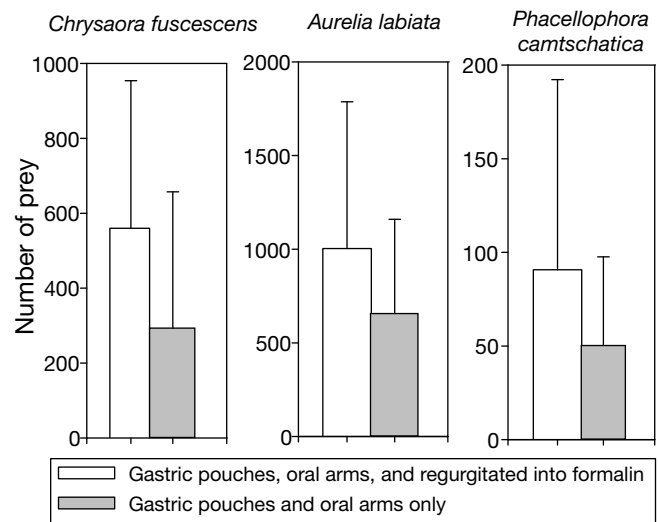 Chrysaora fuscescens
Aurelia labiata
Phacellophora
camtschatica
Number of prey
1000
800
600
400
200
0
2000
1500
1000
500
0
200
150
100
50
0
Gastric pouches, oral arms, and regurgitated into formalin
Gastric pouches and oral arms only